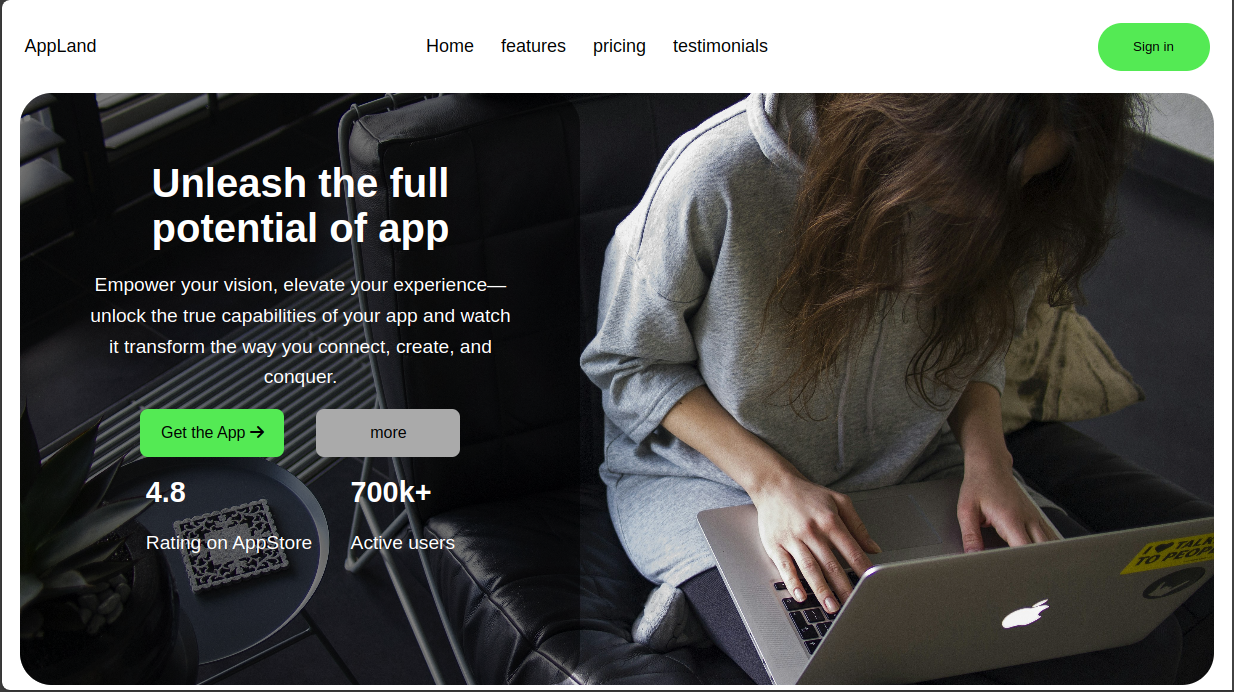 AppLand
Home features pricing testimonials
Sign in
Unleash the full
potential of app
Empower your vision, elevate your experience—
unlock the true capabilities of your app and watch
it transform the way you connect, create, and
conquer.
Get the App →
more
4.8
700k+
Rating on AppStore
Active users
I ♥ TALK
TO PEOP